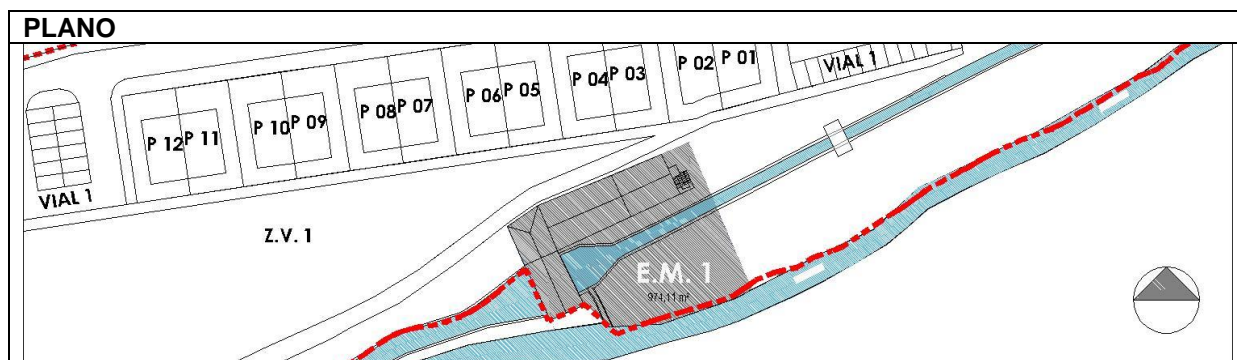 PLANO
P 02 P 01
VIAL 1
P 04 P 03
P 06 P 05
P 08 P 07
P 10 P 09
P 12 P 11
VIAL 1
Z.V. 1
E.M. 1
974,11 m²